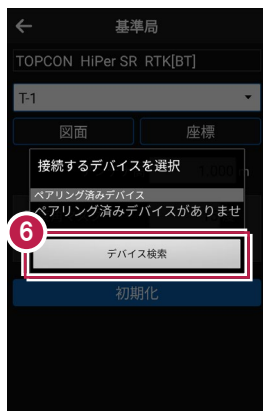 ← 基準局
TOPCON HiPer SR RTK[BT]
T-1
図面 座標
接続するデバイスを選択
1.000 m
ペアリング済みデバイス
ペアリング済みデバイスがありませ
6
デバイス検索
初期化